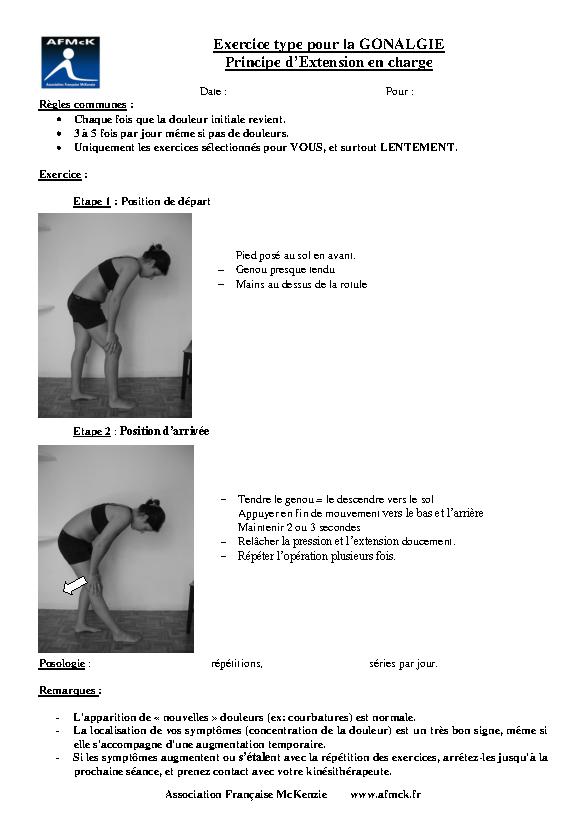 AFMcK
Association Française McKenzie
Exercice type pour la GONALGIE
Principe d'Extension en charge
Date : Pour :
Règles communes :
• Chaque fois que la douleur initiale revient.
• 3 à 5 fois par jour même si pas de douleurs.
• Uniquement les exercices sélectionnés pour VOUS, et surtout LENTEMENT.
Exercice :
Etape 1 : Position de départ
Pied posé au sol en avant.
– Genou presque tendu
– Mains au dessus de la rotule
Etape 2 : Position d'arrivée
– Tendre le genou = le descendre vers le sol
Appuyer en fin de mouvement vers le bas et l'arrière
Maintenir 2 ou 3 secondes
– Relâcher la pression et l'extension doucement.
– Répéter l'opération plusieurs fois.
Posologie : répétitions, séries par jour.
Remarques :
- L'apparition de « nouvelles » douleurs (ex: courbatures) est normale.
- La localisation de vos symptômes (concentration de la douleur) est un très bon signe, même si
elle s'accompagne d'une augmentation temporaire.
- Si les symptômes augmentent ou s'étalent avec la répétition des exercices, arrêtez-les jusqu'à la
prochaine séance, et prenez contact avec votre kinésithérapeute.
Association Française McKenzie www.afmck.fr